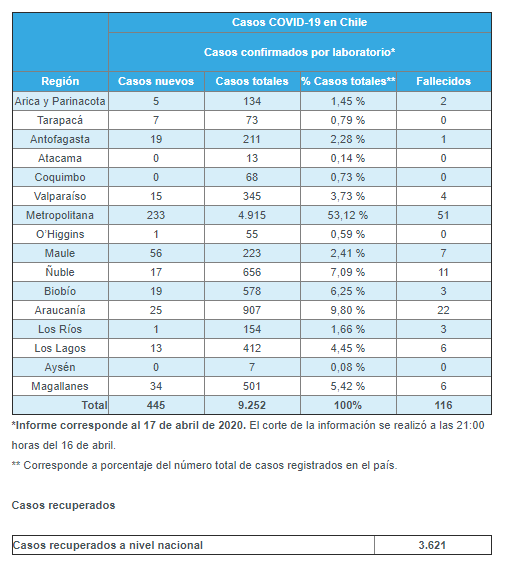 Casos COVID-19 en Chile
Casos confirmados por laboratorio*
Región Casos nuevos Casos totales % Casos totales** Fallecidos
Arica y Parinacota 5 134 1,45 % 2
Tarapacá 7 73 0,79 % 0
Antofagasta 19 211 2,28 % 1
Atacama 0 13 0,14 % 0
Coquimbo 0 68 0,73 % 0
Valparaíso 15 345 3,73 % 4
Metropolitana 233 4.915 53,12 % 51
O’Higgins 1 55 0,59 % 0
Maule 56 223 2,41 % 7
Ñuble 17 656 7,09 % 11
Biobío 19 578 6,25 % 3
Araucanía 25 907 9,80 % 22
Los Ríos 1 154 1,66 % 3
Los Lagos 13 412 4,45 % 6
Aysén 0 7 0,08 % 0
Magallanes 34 501 5,42 % 6
Total 445 9.252 100% 116
*Informe corresponde al 17 de abril de 2020. El corte de la información se realizó a las 21:00
horas del 16 de abril.
** Corresponde a porcentaje del número total de casos registrados en el país.
Casos recuperados
Casos recuperados a nivel nacional 3.621